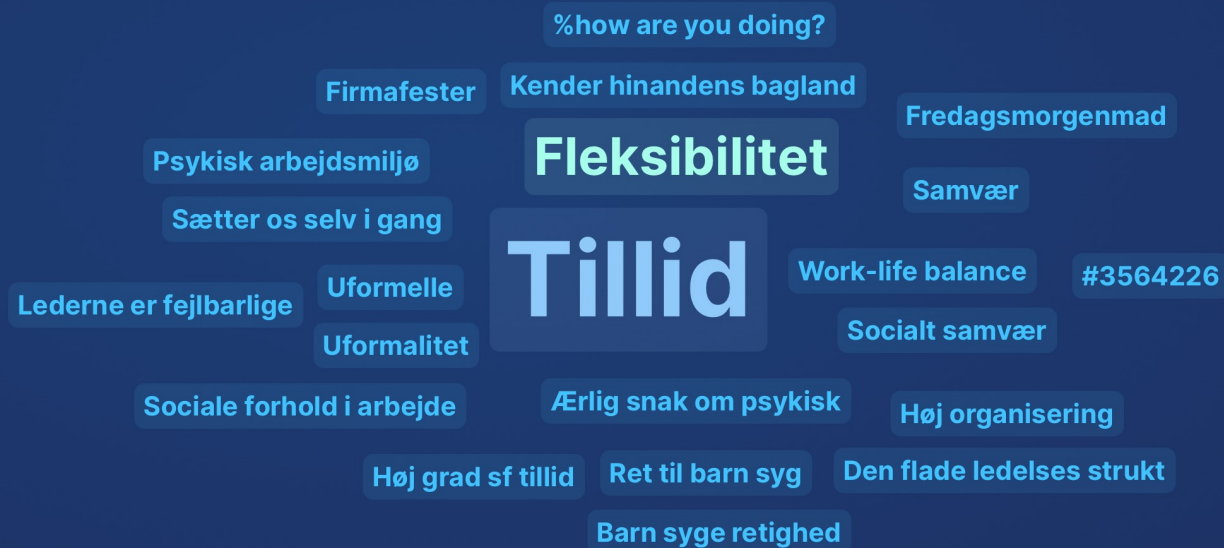 %how are you doing?
Firmafester
Kender hinandens bagland
Fredagsmorgenmad
Psykisk arbejdsmiljø
Fleksibilitet
Samvær
Sætter os selv i gang
Tillid
Work-life balance
#3564226
Lederne er fejlbarlige
Uformelle
Socialt samvær
Uformalitet
Sociale forhold i arbejde
Ærlig snak om psykisk
Høj organisering
Høj grad sf tillid
Ret til barn syg
Den flade ledelses strukt
Barn syge retighed